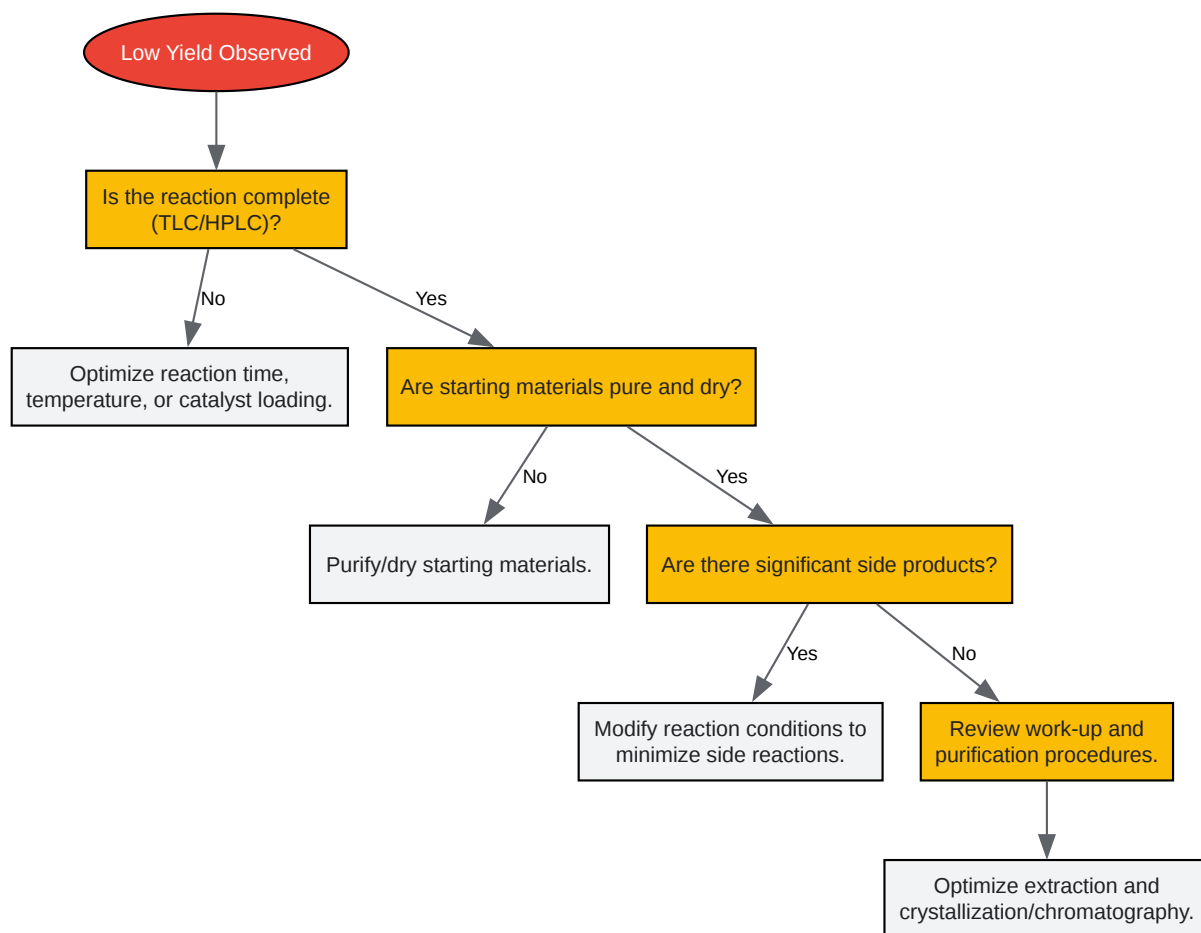 Low Yield Observed
Is the reaction complete
(TLC/HPLC)?
No
Yes
Optimize reaction time,
temperature, or catalyst loading.
Are starting materials pure and dry?
No
Yes
Purify/dry starting materials.
Are there significant side products?
Yes
No
Modify reaction conditions to
minimize side reactions.
Review work-up and
purification procedures.
Optimize extraction and
crystallization/chromatography.